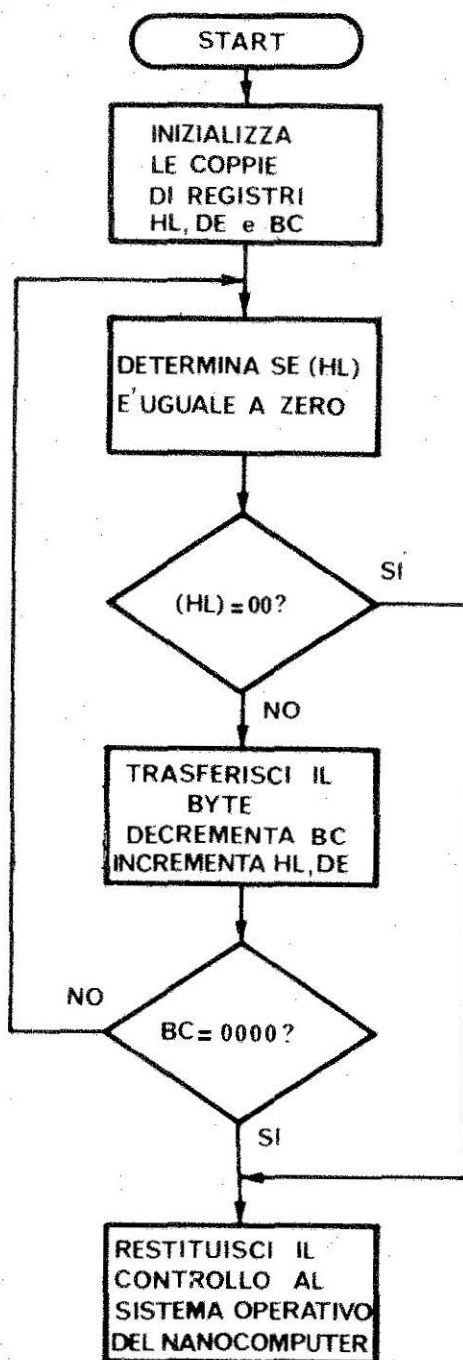 START
INIZIALIZZA
LE COPPIE
DI REGISTRI
HL, DE e BC
DETERMINA SE (HL)
E' UGUALE A ZERO
(HL) = 00?
SI
NO
TRASFERISCI IL
BYTE
DECREMENTA BC
INCREMENTA HL, DE
BC = 0000?
NO
SI
RESTITUISCI IL
CONTROLLO AL
SISTEMA OPERATIVO
DEL NANOCOMPUTER